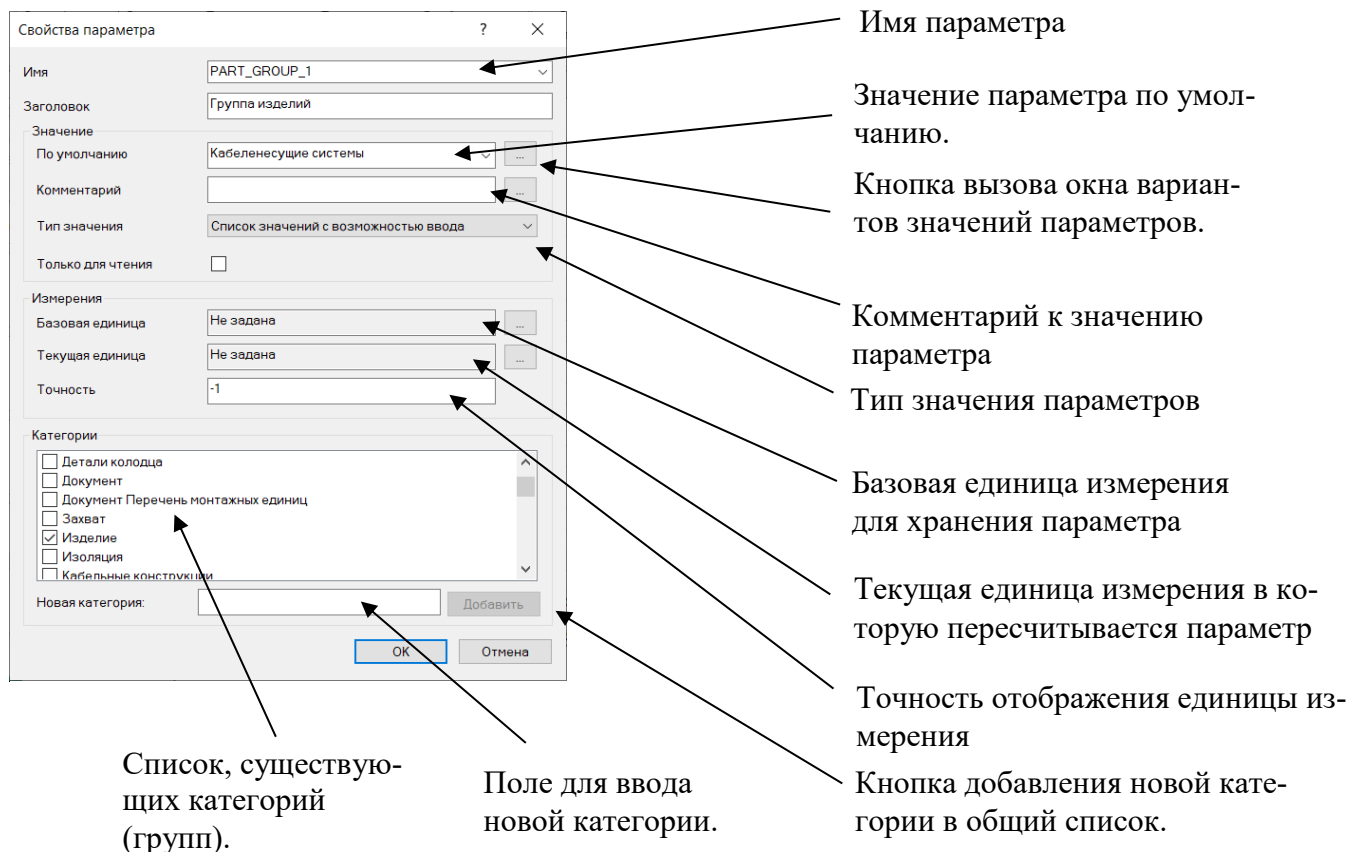 Свойства параметра
?
Имя
PART_GROUP_1
Заголовок
Группа изделий
Значение
По умолчанию
Кабеленесущие системы
...
Комментарий
...
Тип значения
Список значений с возможностью ввода
Только для чтения
Измерения
Базовая единица
Не задана
...
Текущая единица
Не задана
...
Точность
-1
Категории
Детали колодца
Документ
Документ Перечень монтажных единиц
Захват
Изделие
Изоляция
Кабельные конструкции
Новая категория:
Добавить
OK
Отмена
Имя параметра
Значение параметра по умол-
чанию.
Кнопка вызова окна вариан-
тов значений параметров.
Комментарий к значению
параметра
Тип значения параметров
Базовая единица измерения
для хранения параметра
Текущая единица измерения в ко-
торую пересчитывается параметр
Точность отображения единицы из-
мерения
Кнопка добавления новой кате-
гории в общий список.
Список, существую-
щих категорий
(групп).
Поле для ввода
новой категории.